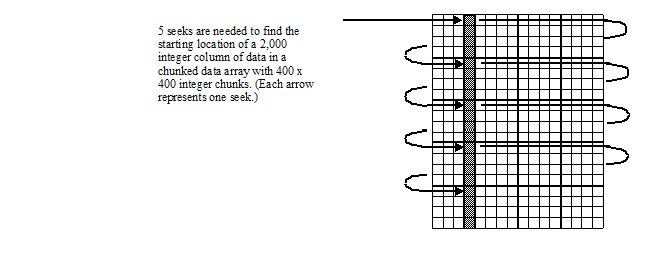 5 seeks are needed to find the
starting location of a 2,000
integer column of data in a
chunked data array with 400 x
400 integer chunks. (Each arrow
represents one seek.)